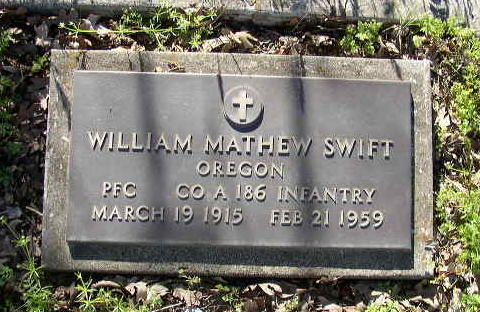 WILLIAM MATHEW SWIFT
OREGON
PFC CO A 186 INFANTRY
MARCH 19 1915 FEB 21 1959